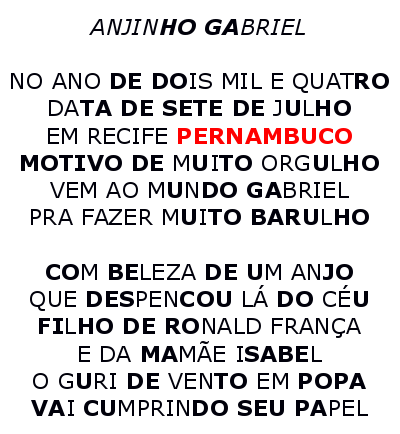 ANJINHO GABRIEL
NO ANO DE DOIS MIL E QUATRO
DATA DE SETE DE JULHO
EM RECIFE PERNAMBUCO
MOTIVO DE MUITO ORGULHO
VEM AO MUNDO GABRIEL
PRA FAZER MUITO BARULHO
COM BELEZA DE UM ANJO
QUE DESPENCOU LÁ DO CÉU
FILHO DE RONALD FRANÇA
E DA MAMÃE ISABEL
O GURI DE VENTO EM POPA
VAI CUMPRINDO SEU PAPEL